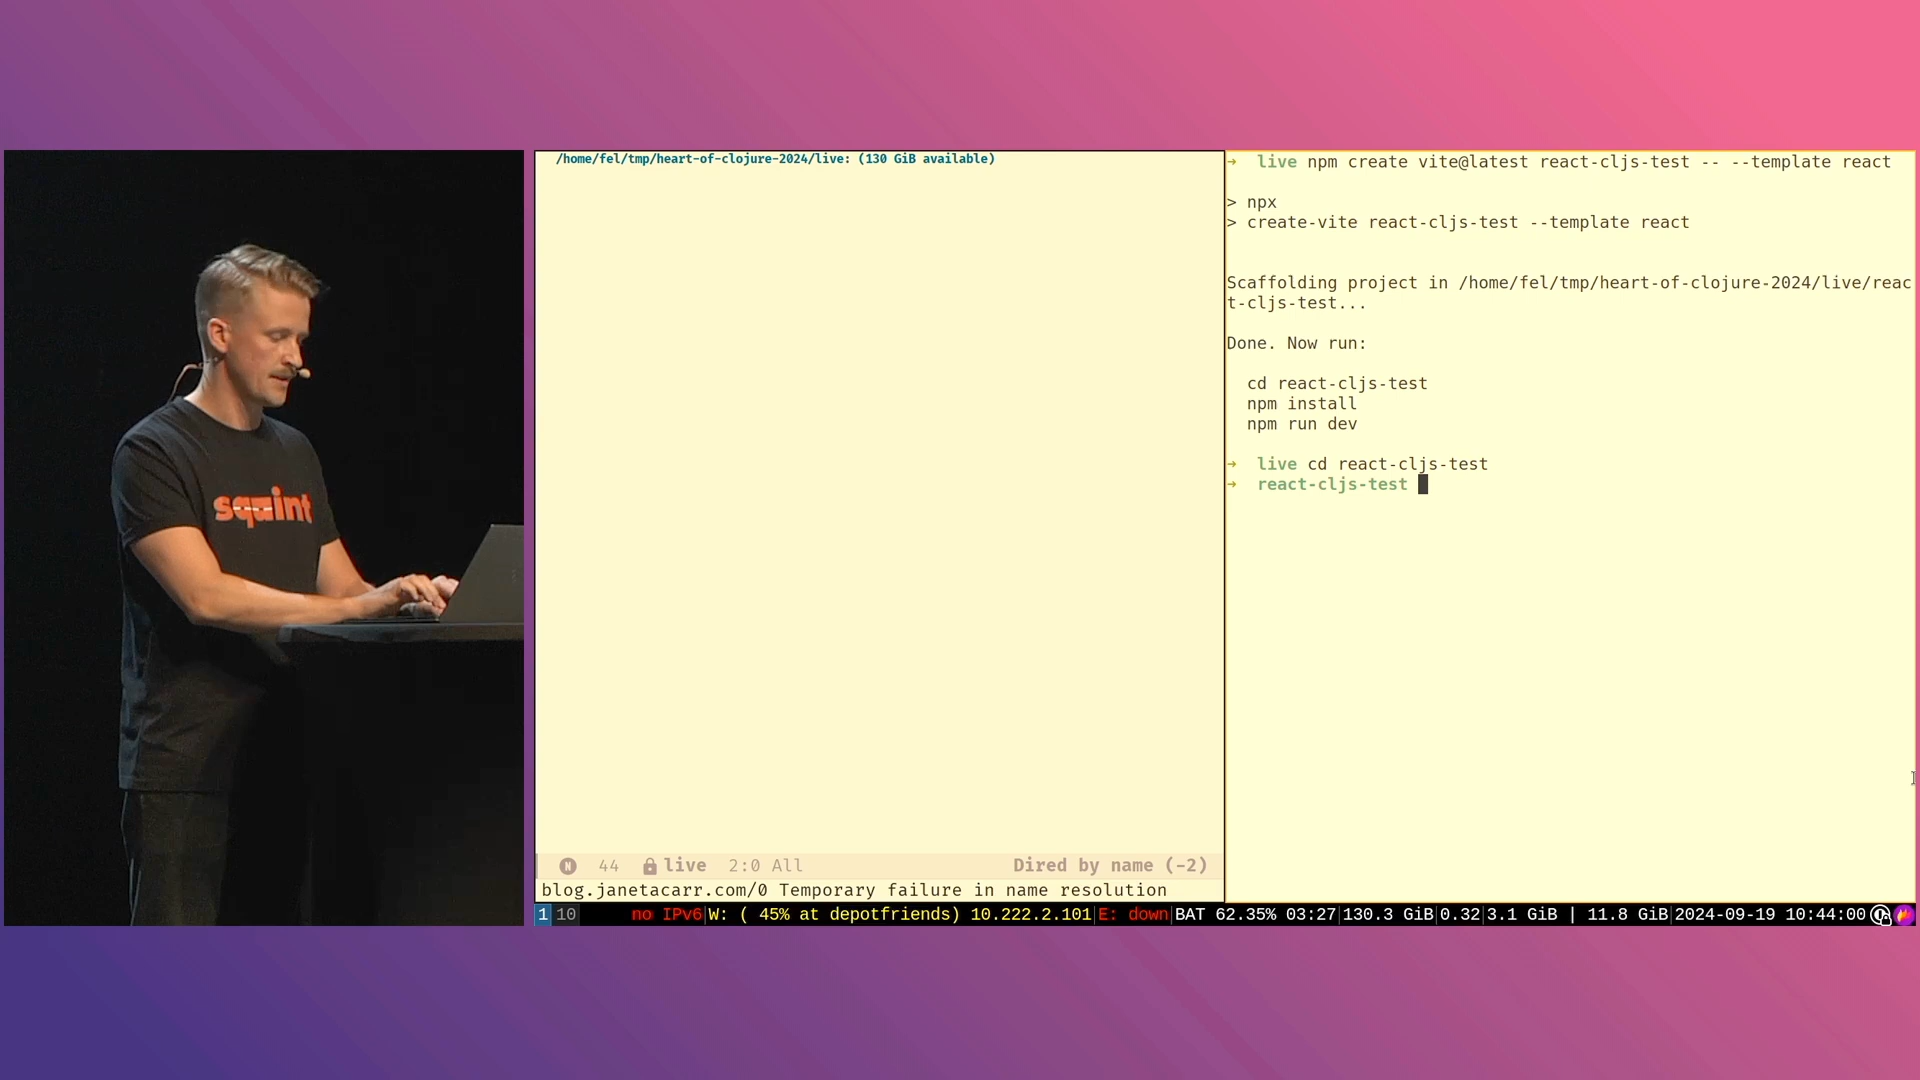 squint
/home/fel/tmp/heart-of-clojure-2024/live: (130 GiB available)
N 44 live 2:0 All Dired by name (-2)
blog.janetacarr.com/0 Temporary failure in name resolution
→ live npm create vite@latest react-cljs-test -- --template react
> npx
> create-vite react-cljs-test --template react
Scaffolding project in /home/fel/tmp/heart-of-clojure-2024/live/reac
t-cljs-test...
Done. Now run:
cd react-cljs-test
npm install
npm run dev
→ live cd react-cljs-test
→ react-cljs-test
1 10 no IPv6|W: ( 45% at depotfriends) 10.222.2.101|E: down|BAT 62.35% 03:27|130.3 GiB|0.32|3.1 GiB | 11.8 GiB|2024-09-19 10:44:00